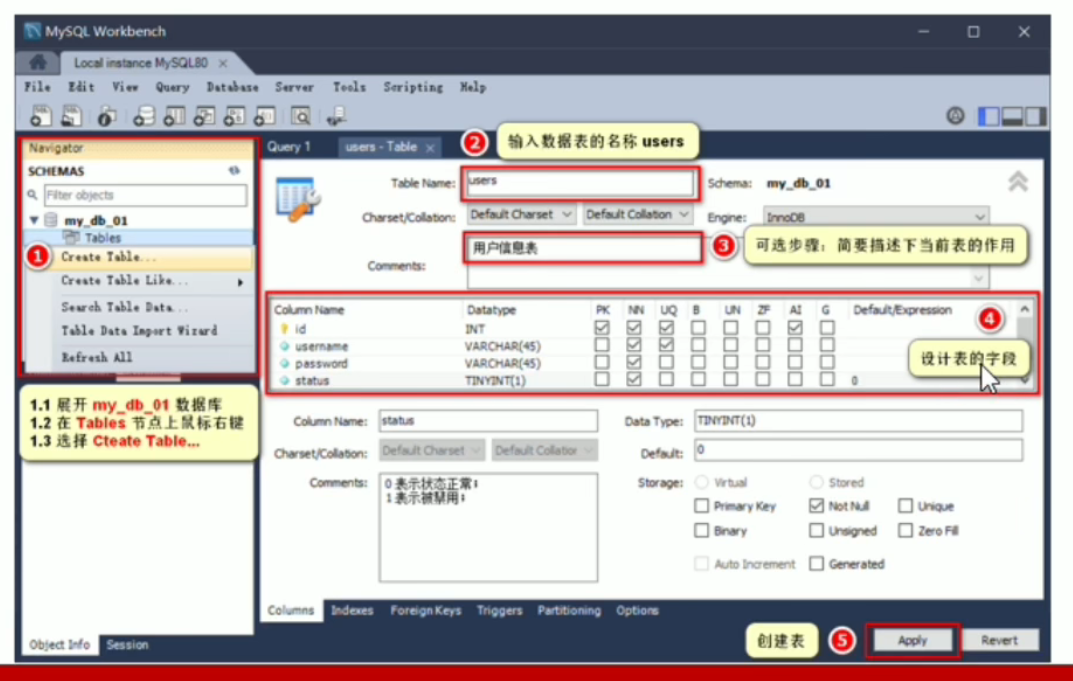 MySQL Workbench
Local instance MySQL80 ×
File Edit View Query Database Server Tools Scripting Help
Navigator
SCHEMAS
Filter objects
my_db_01
Tables
1
Create Table...
Create Table Like...
Search Table Data...
Table Data Import Wizard
Refresh All
1.1 展开 my_db_01 数据库
1.2 在 Tables 节点上鼠标右键
1.3 选择 Cteate Table...
Object Info Session
Query 1 users - Table ×
2 输入数据表的名称 users
Table Name: users Schema: my_db_01
Charset/Collation: Default Charset Default Collation Engine: InnoDB
用户信息表 3 可选步骤：简要描述下当前表的作用
Comments:
Column Name Datatype PK NN UQ B UN ZF AI G Default/Expression
id INT
username VARCHAR(45)
password VARCHAR(45)
status TINYINT(1) 0
4
设计表的字段
Column Name: status Data Type: TINYINT(1)
Charset/Collation: Default Charset Default Collation Default: 0
Comments: 0 表示状态正常；
1 表示被禁用；
Storage: Virtual Stored
Primary Key Not Null Unique
Binary Unsigned Zero Fill
Auto Increment Generated
Columns Indexes Foreign Keys Triggers Partitioning Options
创建表 5 Apply Revert